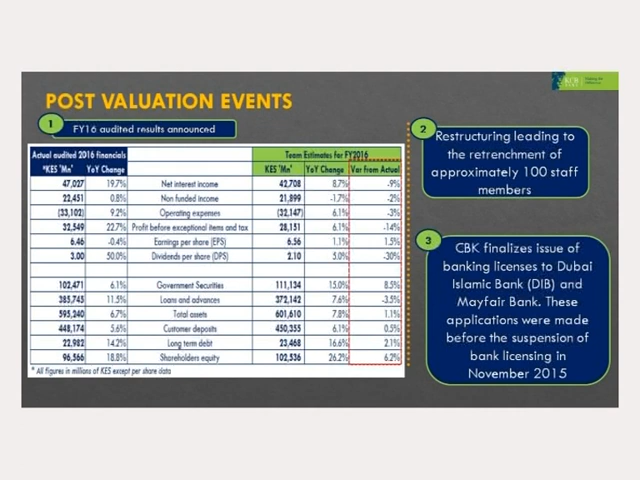 POST VALUATION EVENTS
1
FY16 audited results announced
Actual audited 2016 financials Team Estimates for FY2016
*KES 'Mn' YoY Change KES 'Mn' YoY Change Var from Actual
47,027 19.7% Net interest income 42,708 8.7% -9%
22,451 0.8% Non funded income 21,899 -1.7% -2%
(33,102) 9.2% Operating expenses (32,147) 6.1% -3%
32,549 22.7% Profit before exceptional items and tax 28,151 6.1% -14%
6.46 -0.4% Earnings per share (EPS) 6.56 1.1% 1.5%
3.00 50.0% Dividends per share (DPS) 2.10 5.0% -30%
102,471 6.1% Government Securities 111,134 15.0% 8.5%
385,745 11.5% Loans and advances 372,142 7.6% -3.5%
595,240 6.7% Total assets 601,610 7.8% 1.1%
448,174 5.6% Customer deposits 450,355 6.1% 0.5%
22,982 14.2% Long term debt 23,468 16.6% 2.1%
96,566 18.8% Shareholders equity 102,536 26.2% 6.2%
* All figures in millions of KES except per share data
2
Restructuring leading to
the retrenchment of
approximately 100 staff
members
3
CBK finalizes issue of
banking licenses to Dubai
Islamic Bank (DIB) and
Mayfair Bank. These
applications were made
before the suspension of
bank licensing in
November 2015
KCB